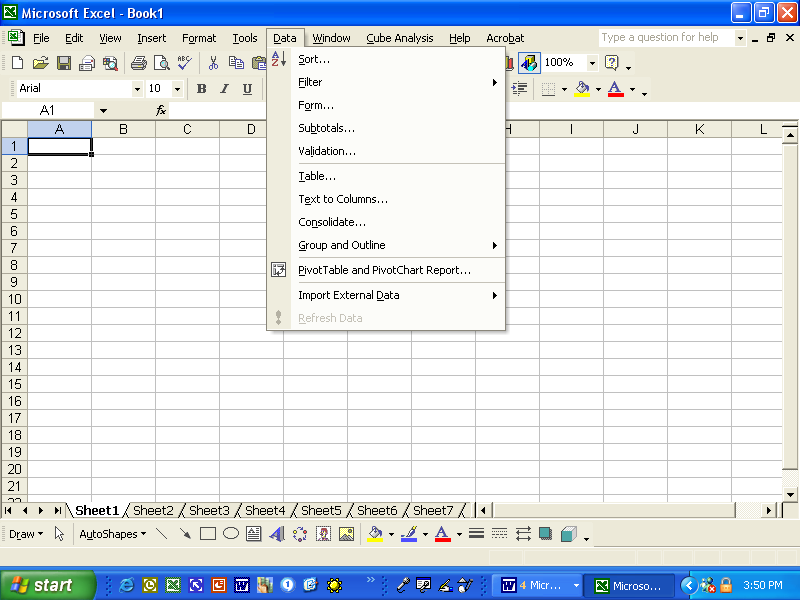 Microsoft Excel - Book1
File Edit View Insert Format Tools Data Window Cube Analysis Help Acrobat Type a question for help
100%
Arial 10 B I U A
A1 fx
A B C D H I J K L
Sort...
Filter
Form...
Subtotals...
Validation...
Table...
Text to Columns...
Consolidate...
Group and Outline
PivotTable and PivotChart Report...
Import External Data
Refresh Data
1
2
3
4
5
6
7
8
9
10
11
12
13
14
15
16
17
18
19
20
21
Sheet1 Sheet2 Sheet3 Sheet4 Sheet5 Sheet6 Sheet7
Draw AutoShapes A
start 4 Micr... Microso... 3:50 PM